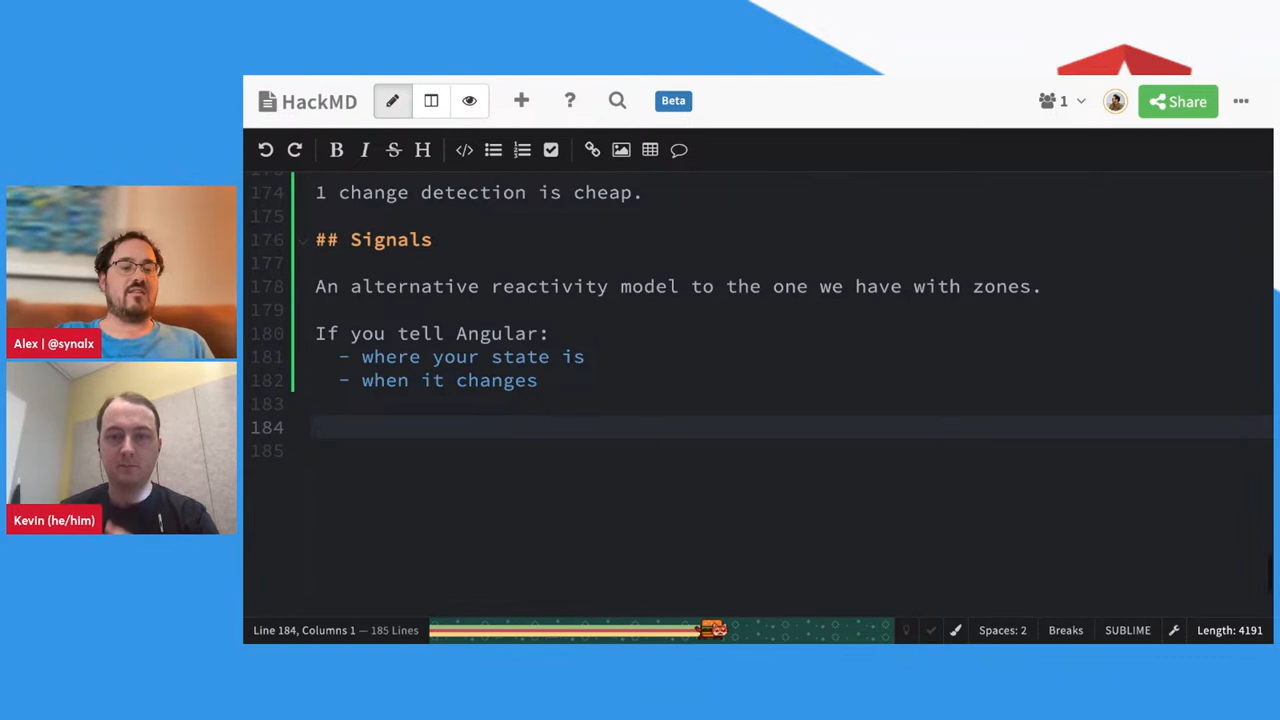 HackMD
Beta
1
Share
B I S H
174 1 change detection is cheap.
175
176 ## Signals
177
178 An alternative reactivity model to the one we have with zones.
179
180 If you tell Angular:
181 - where your state is
182 - when it changes
183
184
185
Line 184, Columns 1 — 185 Lines
Spaces: 2
Breaks
SUBLIME
Length: 4191
Alex | @synalx
Kevin (he/him)